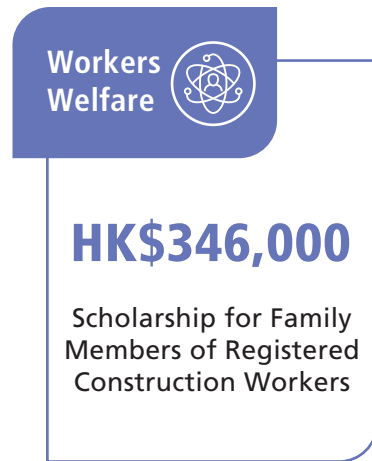 Workers
Welfare
HK$346,000
Scholarship for Family
Members of Registered
Construction Workers